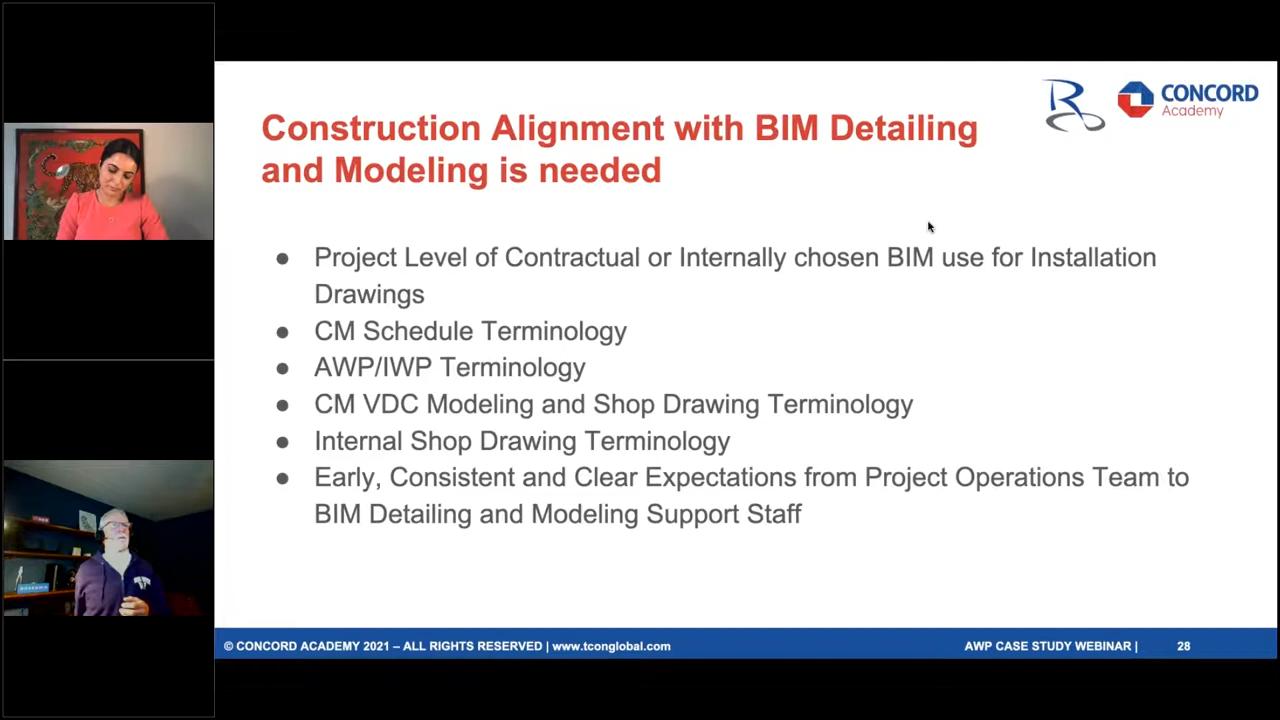 CONCORD
Academy
Construction Alignment with BIM Detailing
and Modeling is needed
● Project Level of Contractual or Internally chosen BIM use for Installation
Drawings
● CM Schedule Terminology
● AWP/IWP Terminology
● CM VDC Modeling and Shop Drawing Terminology
● Internal Shop Drawing Terminology
● Early, Consistent and Clear Expectations from Project Operations Team to
BIM Detailing and Modeling Support Staff
© CONCORD ACADEMY 2021 – ALL RIGHTS RESERVED | www.tconglobal.com
AWP CASE STUDY WEBINAR | 28